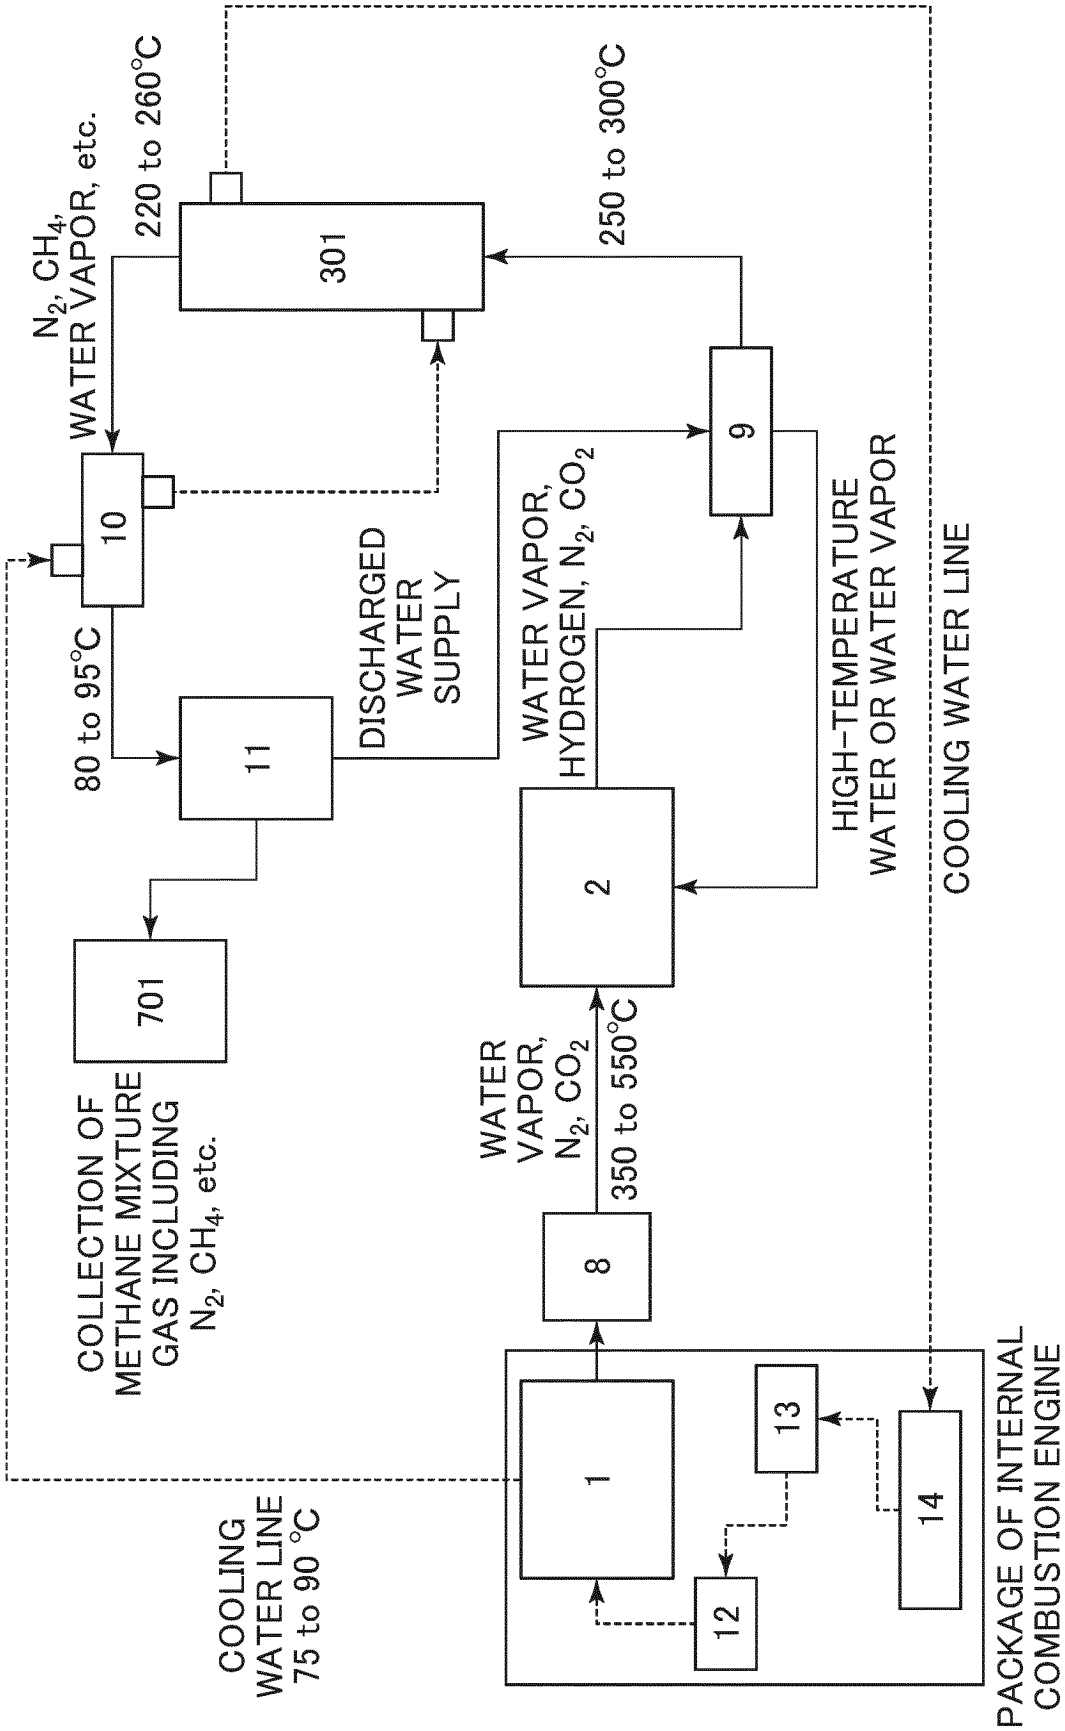 COOLING
WATER LINE
75 to 90 °C
COLLECTION OF
METHANE MIXTURE
GAS INCLUDING
N2, CH4, etc.
701
11
80 to 95°C
10
N2, CH4,
WATER VAPOR, etc.
220 to 260°C
301
DISCHARGED
WATER
SUPPLY
250 to 300°C
PACKAGE OF INTERNAL
COMBUSTION ENGINE
1
12
13
14
8
WATER
VAPOR,
N2, CO2
350 to 550°C
2
WATER VAPOR,
HYDROGEN, N2, CO2
9
HIGH-TEMPERATURE
WATER OR WATER VAPOR
COOLING WATER LINE